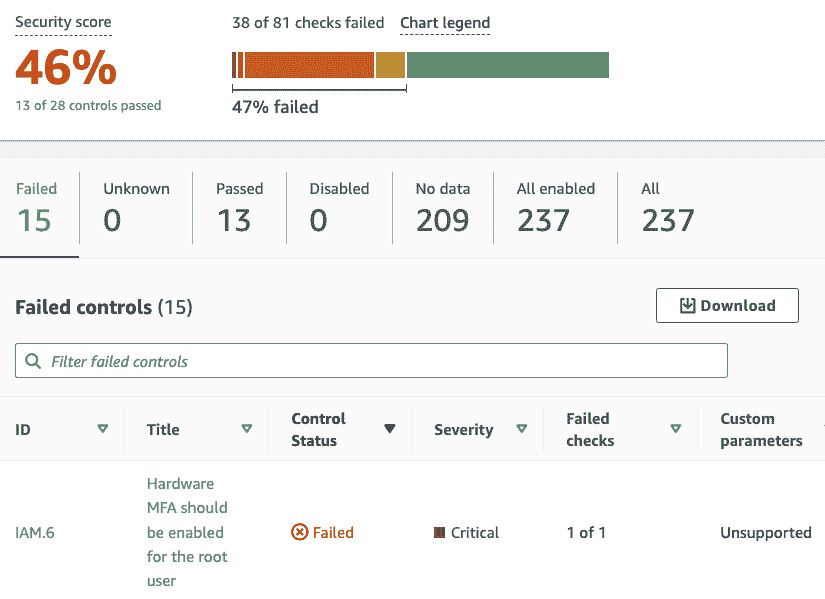 Security score
38 of 81 checks failed Chart legend
46%
13 of 28 controls passed
47% failed
Failed Unknown Passed Disabled No data All enabled All
15 0 13 0 209 237 237
Failed controls (15)
Download
Filter failed controls
ID Title Control Status Severity Failed checks Custom parameters
IAM.6
Hardware
MFA should
be enabled
for the root
user
Failed Critical 1 of 1 Unsupported